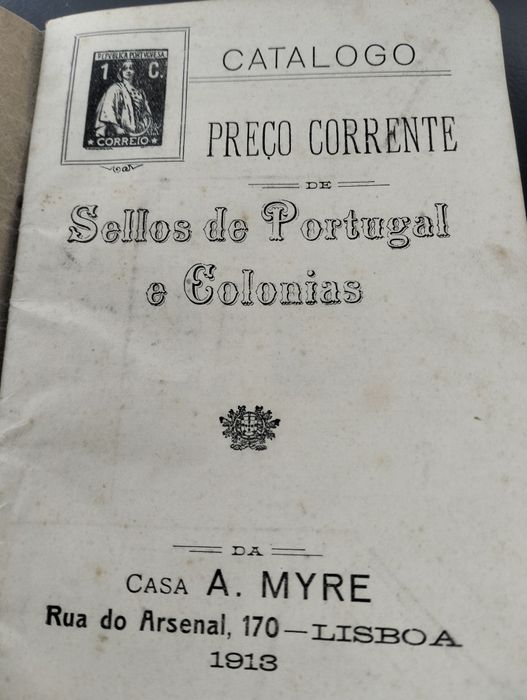 REPUBLICA PORTUGUESA
1 C.
CORREIO
CATALOGO
PREÇO CORRENTE
DE
Sellos de Portugal
e Colonias
DA
CASA A. MYRE
Rua do Arsenal, 170 — LISBOA
1913